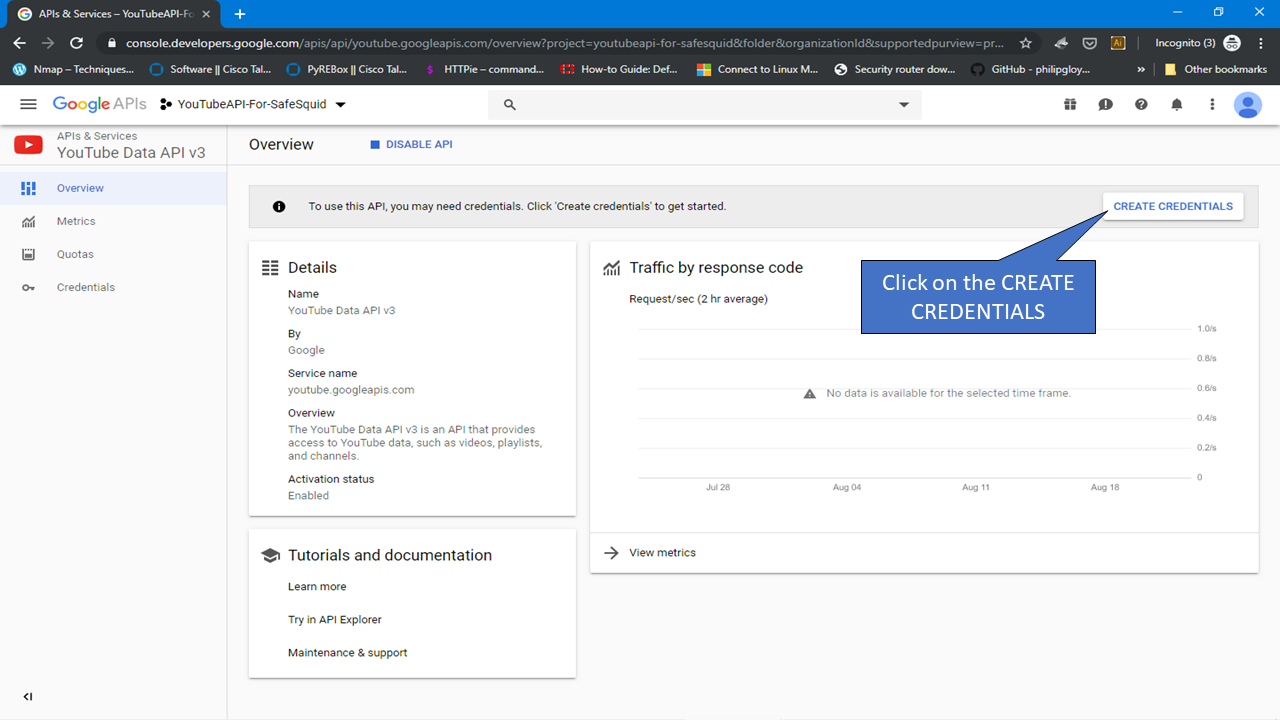 APIs & Services – YouTubeAPI-Fo
console.developers.google.com/apis/api/youtube.googleapis.com/overview?project=youtubeapi-for-safesquid&folder&organizationId&supportedpurview=pr...
Ai
Incognito (3)
Nmap – Techniques...
Software || Cisco Tal...
PyREBox || Cisco Tal...
$ HTTPie – comman...
How-to Guide: Def...
Connect to Linux M...
Security router dow...
GitHub - philipgloy...
»
Other bookmarks
Google APIs
YouTubeAPI-For-SafeSquid
APIs & Services
YouTube Data API v3
Overview
DISABLE API
Overview
Metrics
Quotas
Credentials
To use this API, you may need credentials. Click 'Create credentials' to get started.
CREATE CREDENTIALS
Click on the CREATE
CREDENTIALS
Details
Name
YouTube Data API v3
By
Google
Service name
youtube.googleapis.com
Overview
The YouTube Data API v3 is an API that provides
access to YouTube data, such as videos, playlists,
and channels.
Activation status
Enabled
Traffic by response code
Request/sec (2 hr average)
1.0/s
0.8/s
0.6/s
0.4/s
0.2/s
0
No data is available for the selected time frame.
Jul 28
Aug 04
Aug 11
Aug 18
View metrics
Tutorials and documentation
Learn more
Try in API Explorer
Maintenance & support